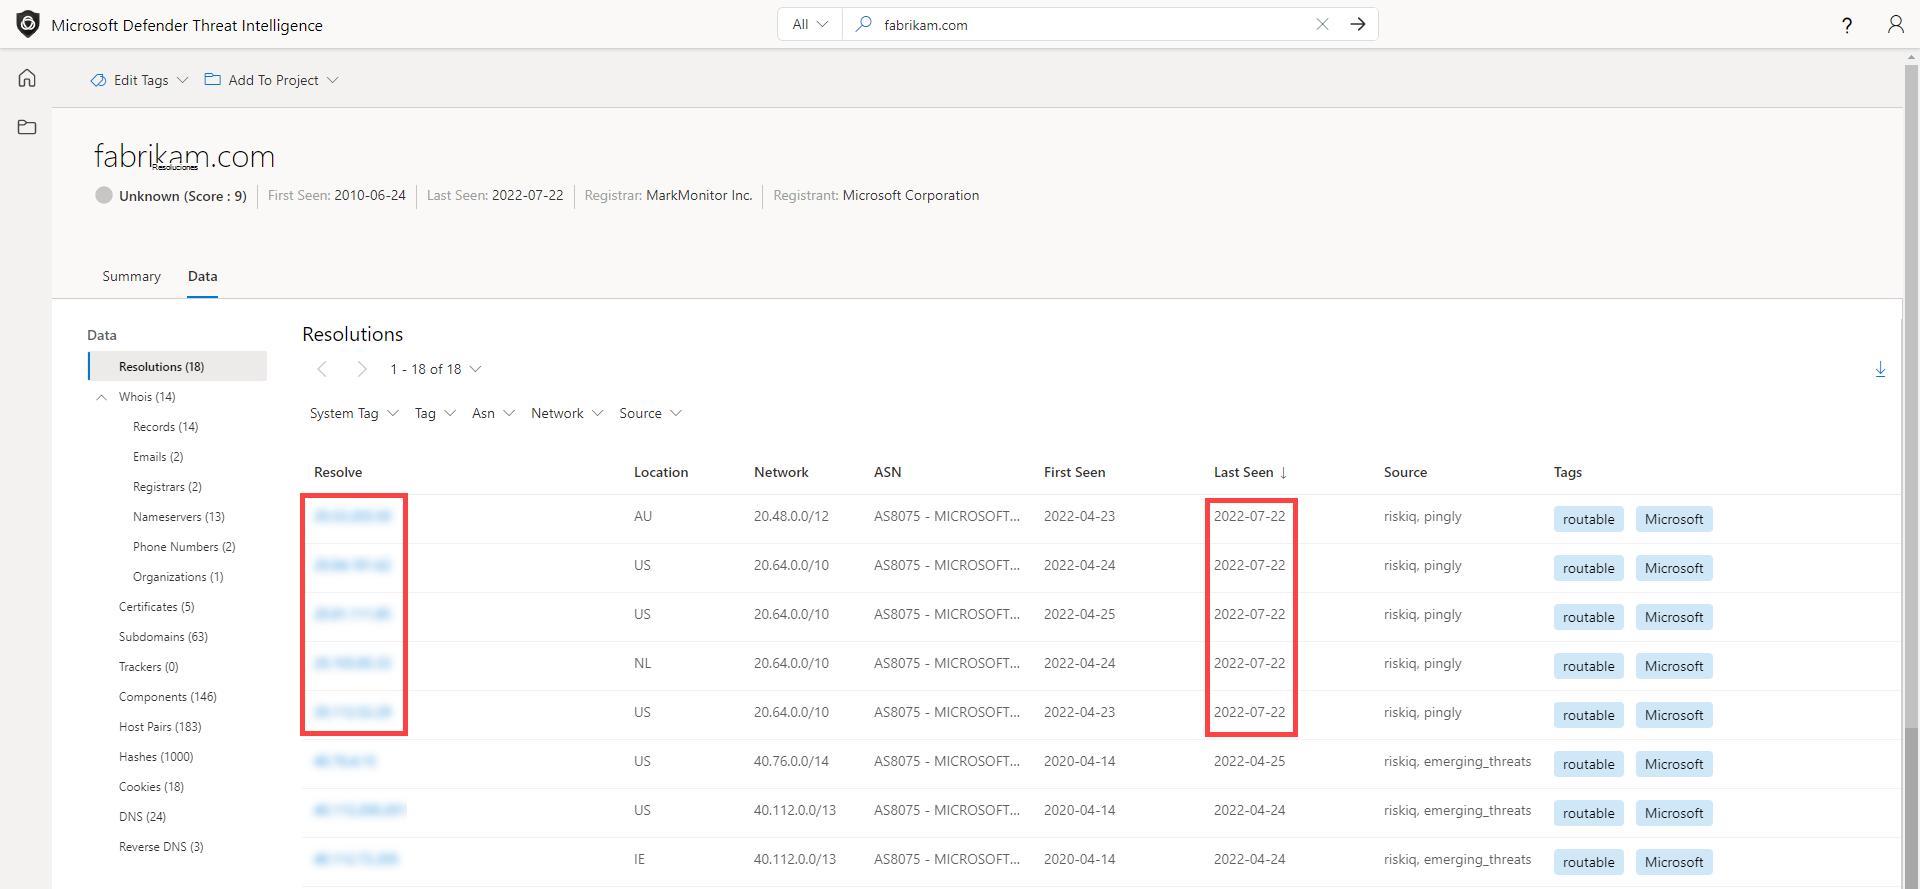 Microsoft Defender Threat Intelligence
All fabrikam.com ?
Edit Tags Add To Project
fabrikam.com
Resoluciones
Unknown (Score : 9) First Seen: 2010-06-24 Last Seen: 2022-07-22 Registrar: MarkMonitor Inc. Registrant: Microsoft Corporation
Summary Data
Data
Resolutions (18)
Whois (14)
Records (14)
Emails (2)
Registrars (2)
Nameservers (13)
Phone Numbers (2)
Organizations (1)
Certificates (5)
Subdomains (63)
Trackers (0)
Components (146)
Host Pairs (183)
Hashes (1000)
Cookies (18)
DNS (24)
Reverse DNS (3)
Resolutions
1 - 18 of 18
System Tag Tag Asn Network Source
Resolve Location Network ASN First Seen Last Seen ↓ Source Tags
AU 20.48.0.0/12 AS8075 - MICROSOFT... 2022-04-23 2022-07-22 riskiq, pingly routable Microsoft
US 20.64.0.0/10 AS8075 - MICROSOFT... 2022-04-24 2022-07-22 riskiq, pingly routable Microsoft
US 20.64.0.0/10 AS8075 - MICROSOFT... 2022-04-25 2022-07-22 riskiq, pingly routable Microsoft
NL 20.64.0.0/10 AS8075 - MICROSOFT... 2022-04-24 2022-07-22 riskiq, pingly routable Microsoft
US 20.64.0.0/10 AS8075 - MICROSOFT... 2022-04-23 2022-07-22 riskiq, pingly routable Microsoft
US 40.76.0.0/14 AS8075 - MICROSOFT... 2020-04-14 2022-04-25 riskiq, emerging_threats routable Microsoft
US 40.112.0.0/13 AS8075 - MICROSOFT... 2020-04-14 2022-04-24 riskiq, emerging_threats routable Microsoft
IE 40.112.0.0/13 AS8075 - MICROSOFT... 2020-04-14 2022-04-24 riskiq, emerging_threats routable Microsoft